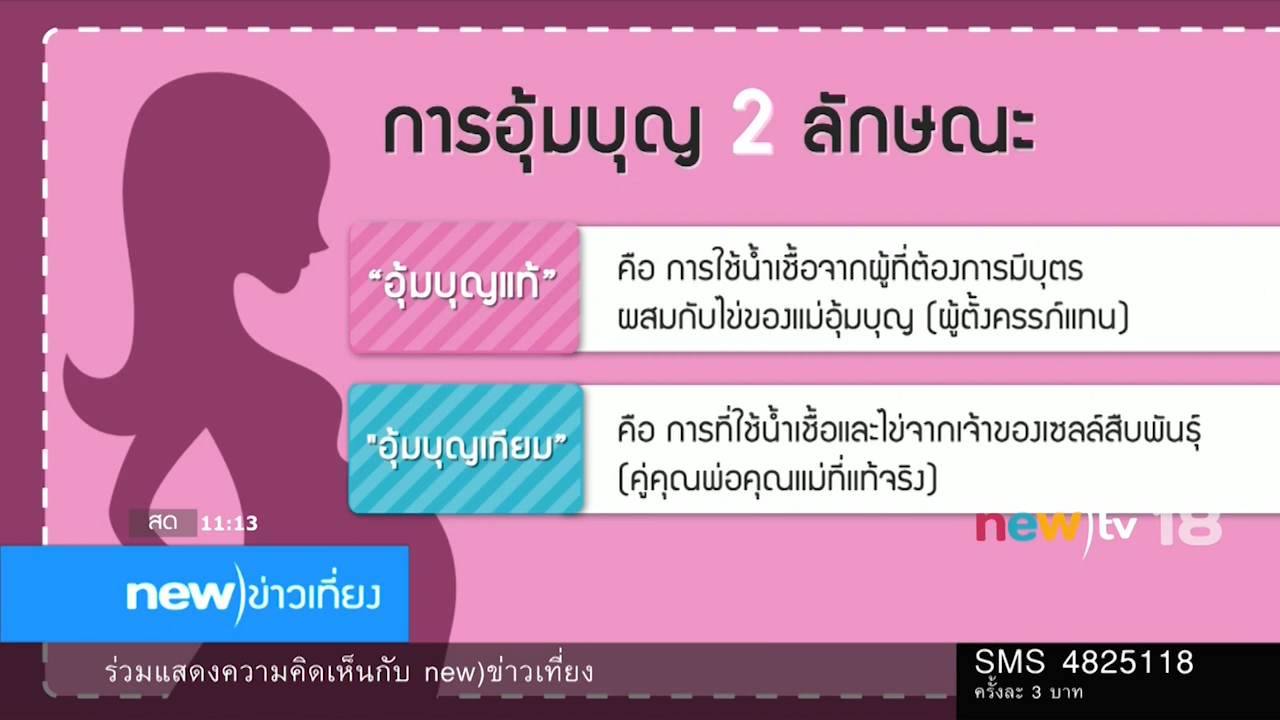 การอุ้มบุญ 2 ลักษณะ
“อุ้มบุญแท้”
คือ การใช้น้ำเชื้อจากผู้ที่ต้องการมีบุตร
ผสมกับไข่ของแม่อุ้มบุญ (ผู้ตั้งครรภ์แทน)
"อุ้มบุญเทียม”
คือ การที่ใช้น้ำเชื้อและไข่จากเจ้าของเซลล์สืบพันธุ์
(คู่คุณพ่อคุณแม่ที่แท้จริง)
สด 11:13
new)tv 18
new)ข่าวเที่ยง
ร่วมแสดงความคิดเห็นกับ new)ข่าวเที่ยง
SMS 4825118
ครั้งละ 3 บาท